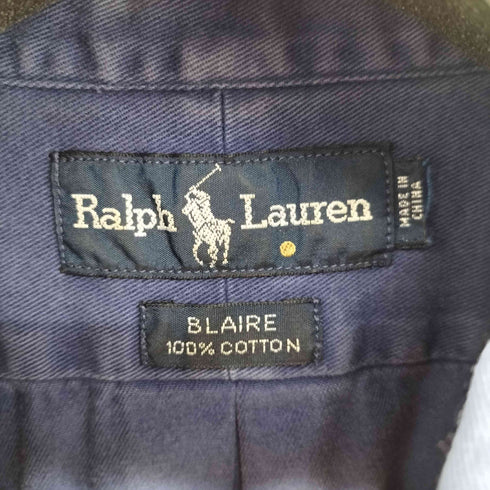 Ralph Lauren
MADE IN
CHINA
BLAIRE
100% COTTON